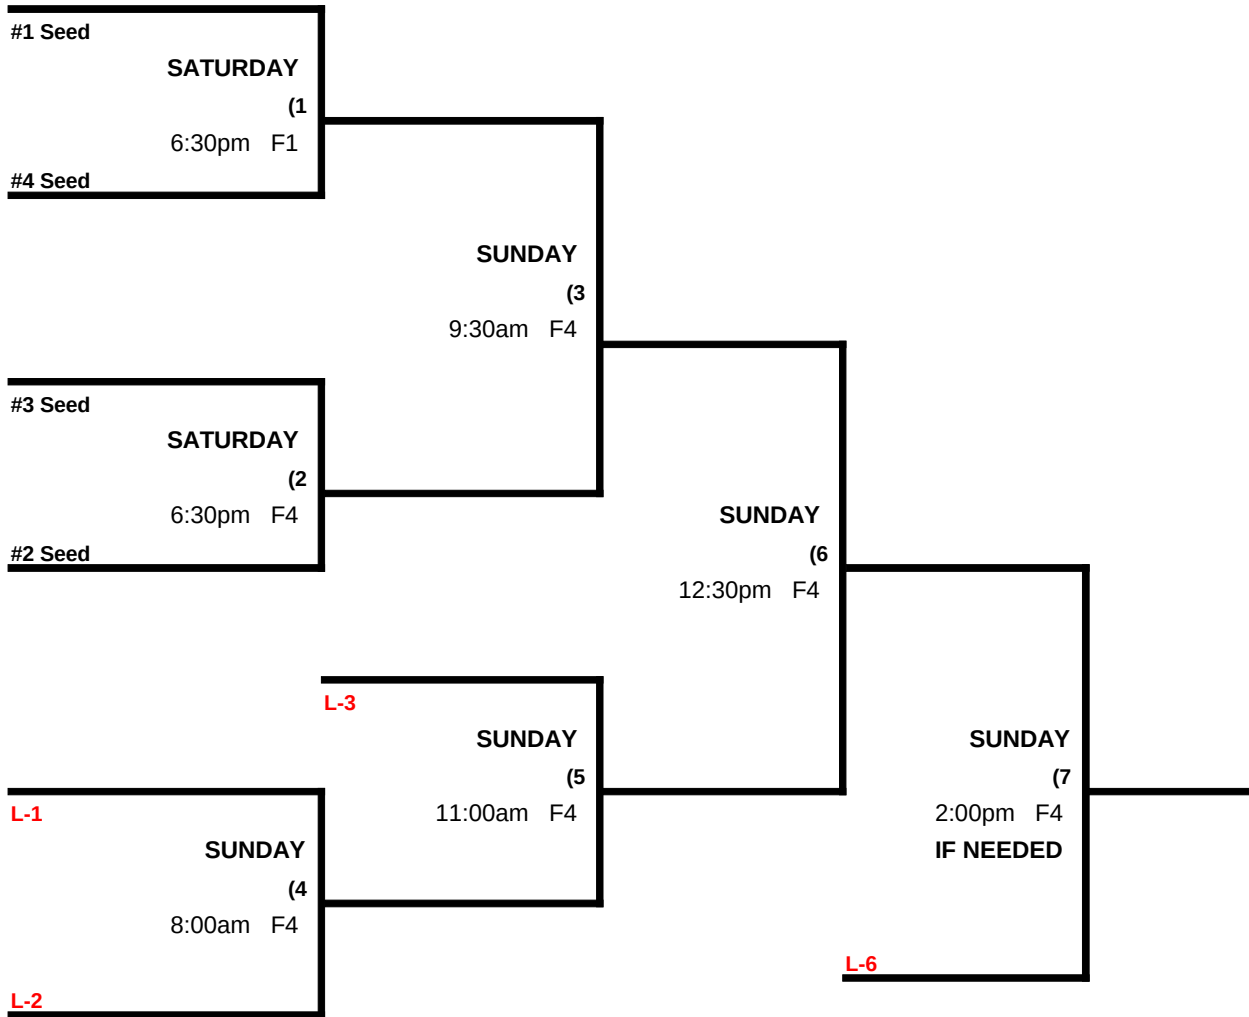 #1 Seed
SATURDAY
(1
6:30pm F1
#4 Seed
SUNDAY
(3
9:30am F4
#3 Seed
SATURDAY
(2
6:30pm F4
#2 Seed
SUNDAY
(6
12:30pm F4
L-3
SUNDAY
(5
11:00am F4
SUNDAY
(7
2:00pm F4
IF NEEDED
L-1
SUNDAY
(4
8:00am F4
L-2
L-6